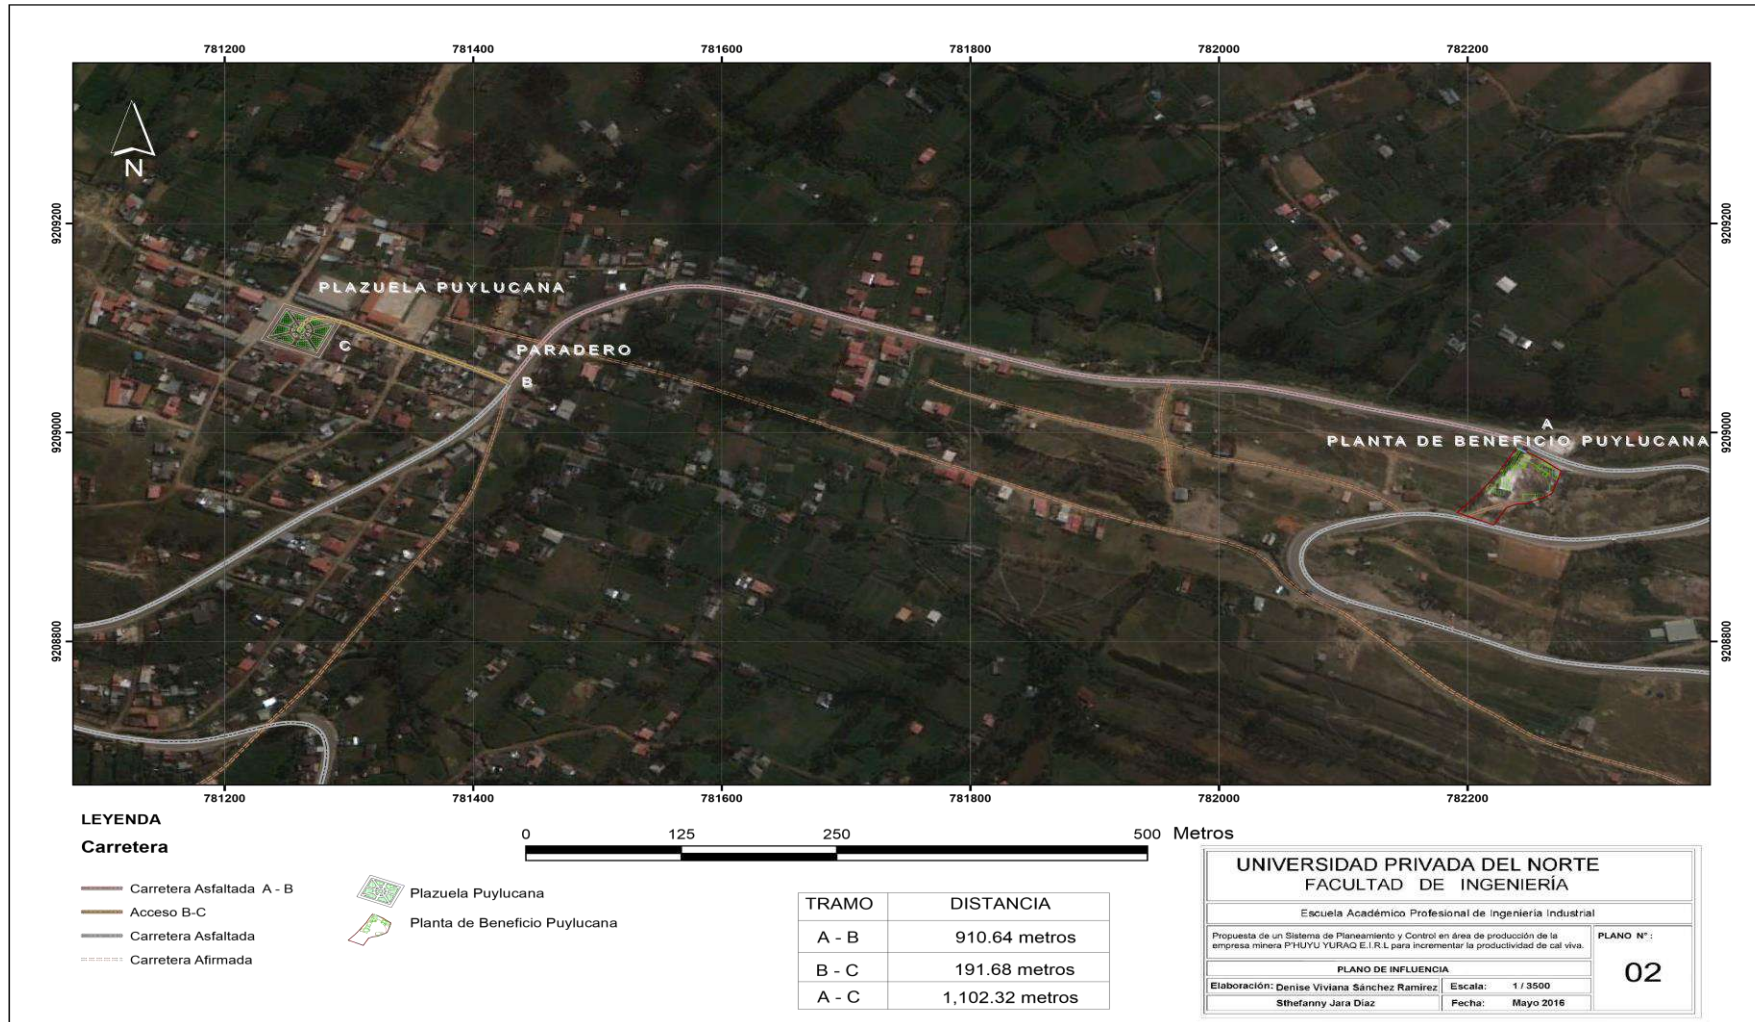 781200 781400 781600 781800 782000 782200
N
9209200 9209200
PLAZUELA PUYLUCANA
C
PARADERO
B
A
9209000 9209000
PLANTA DE BENEFICIO PUYLUCANA
9208800 9208800
781200 781400 781600 781800 782000 782200
LEYENDA
Carretera
Carretera Asfaltada A - B
Acceso B-C
Carretera Asfaltada
Carretera Afirmada
Plazuela Puylucana
Planta de Beneficio Puylucana
0 125 250 500 Metros
TRAMO DISTANCIA
A - B 910.64 metros
B - C 191.68 metros
A - C 1,102.32 metros
UNIVERSIDAD PRIVADA DEL NORTE
FACULTAD DE INGENIERÍA
Escuela Académico Profesional de Ingeniería Industrial
Propuesta de un Sistema de Planeamiento y Control en área de producción de la
empresa minera P'HUYU YURAQ E.I.R.L para incrementar la productividad de cal viva.
PLANO N° :
02
PLANO DE INFLUENCIA
Elaboración: Denise Viviana Sánchez Ramírez Escala: 1 / 3500
Sthefanny Jara Díaz Fecha: Mayo 2016